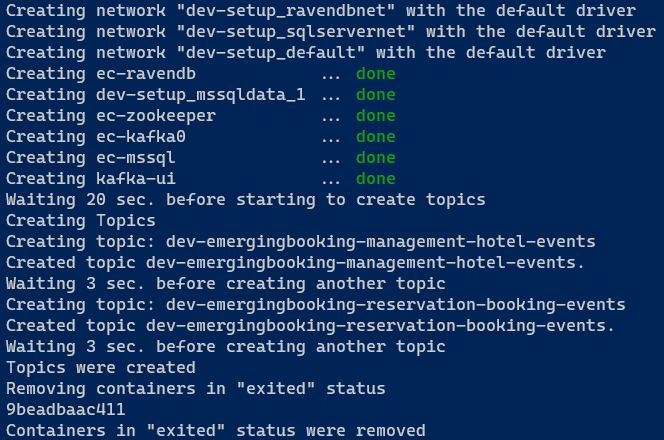 Creating network "dev-setup_ravendbnet" with the default driver
Creating network "dev-setup_sqlservernet" with the default driver
Creating network "dev-setup_default" with the default driver
Creating ec-ravendb            ... done
Creating dev-setup_mssqldata_1 ... done
Creating ec-zookeeper          ... done
Creating ec-kafka0             ... done
Creating ec-mssql              ... done
Creating kafka-ui              ... done
Waiting 20 sec. before starting to create topics
Creating Topics
Creating topic: dev-emergingbooking-management-hotel-events
Created topic dev-emergingbooking-management-hotel-events.
Waiting 3 sec. before creating another topic
Creating topic: dev-emergingbooking-reservation-booking-events
Created topic dev-emergingbooking-reservation-booking-events.
Waiting 3 sec. before creating another topic
Topics were created
Removing containers in "exited" status
9beadbaac411
Containers in "exited" status were removed